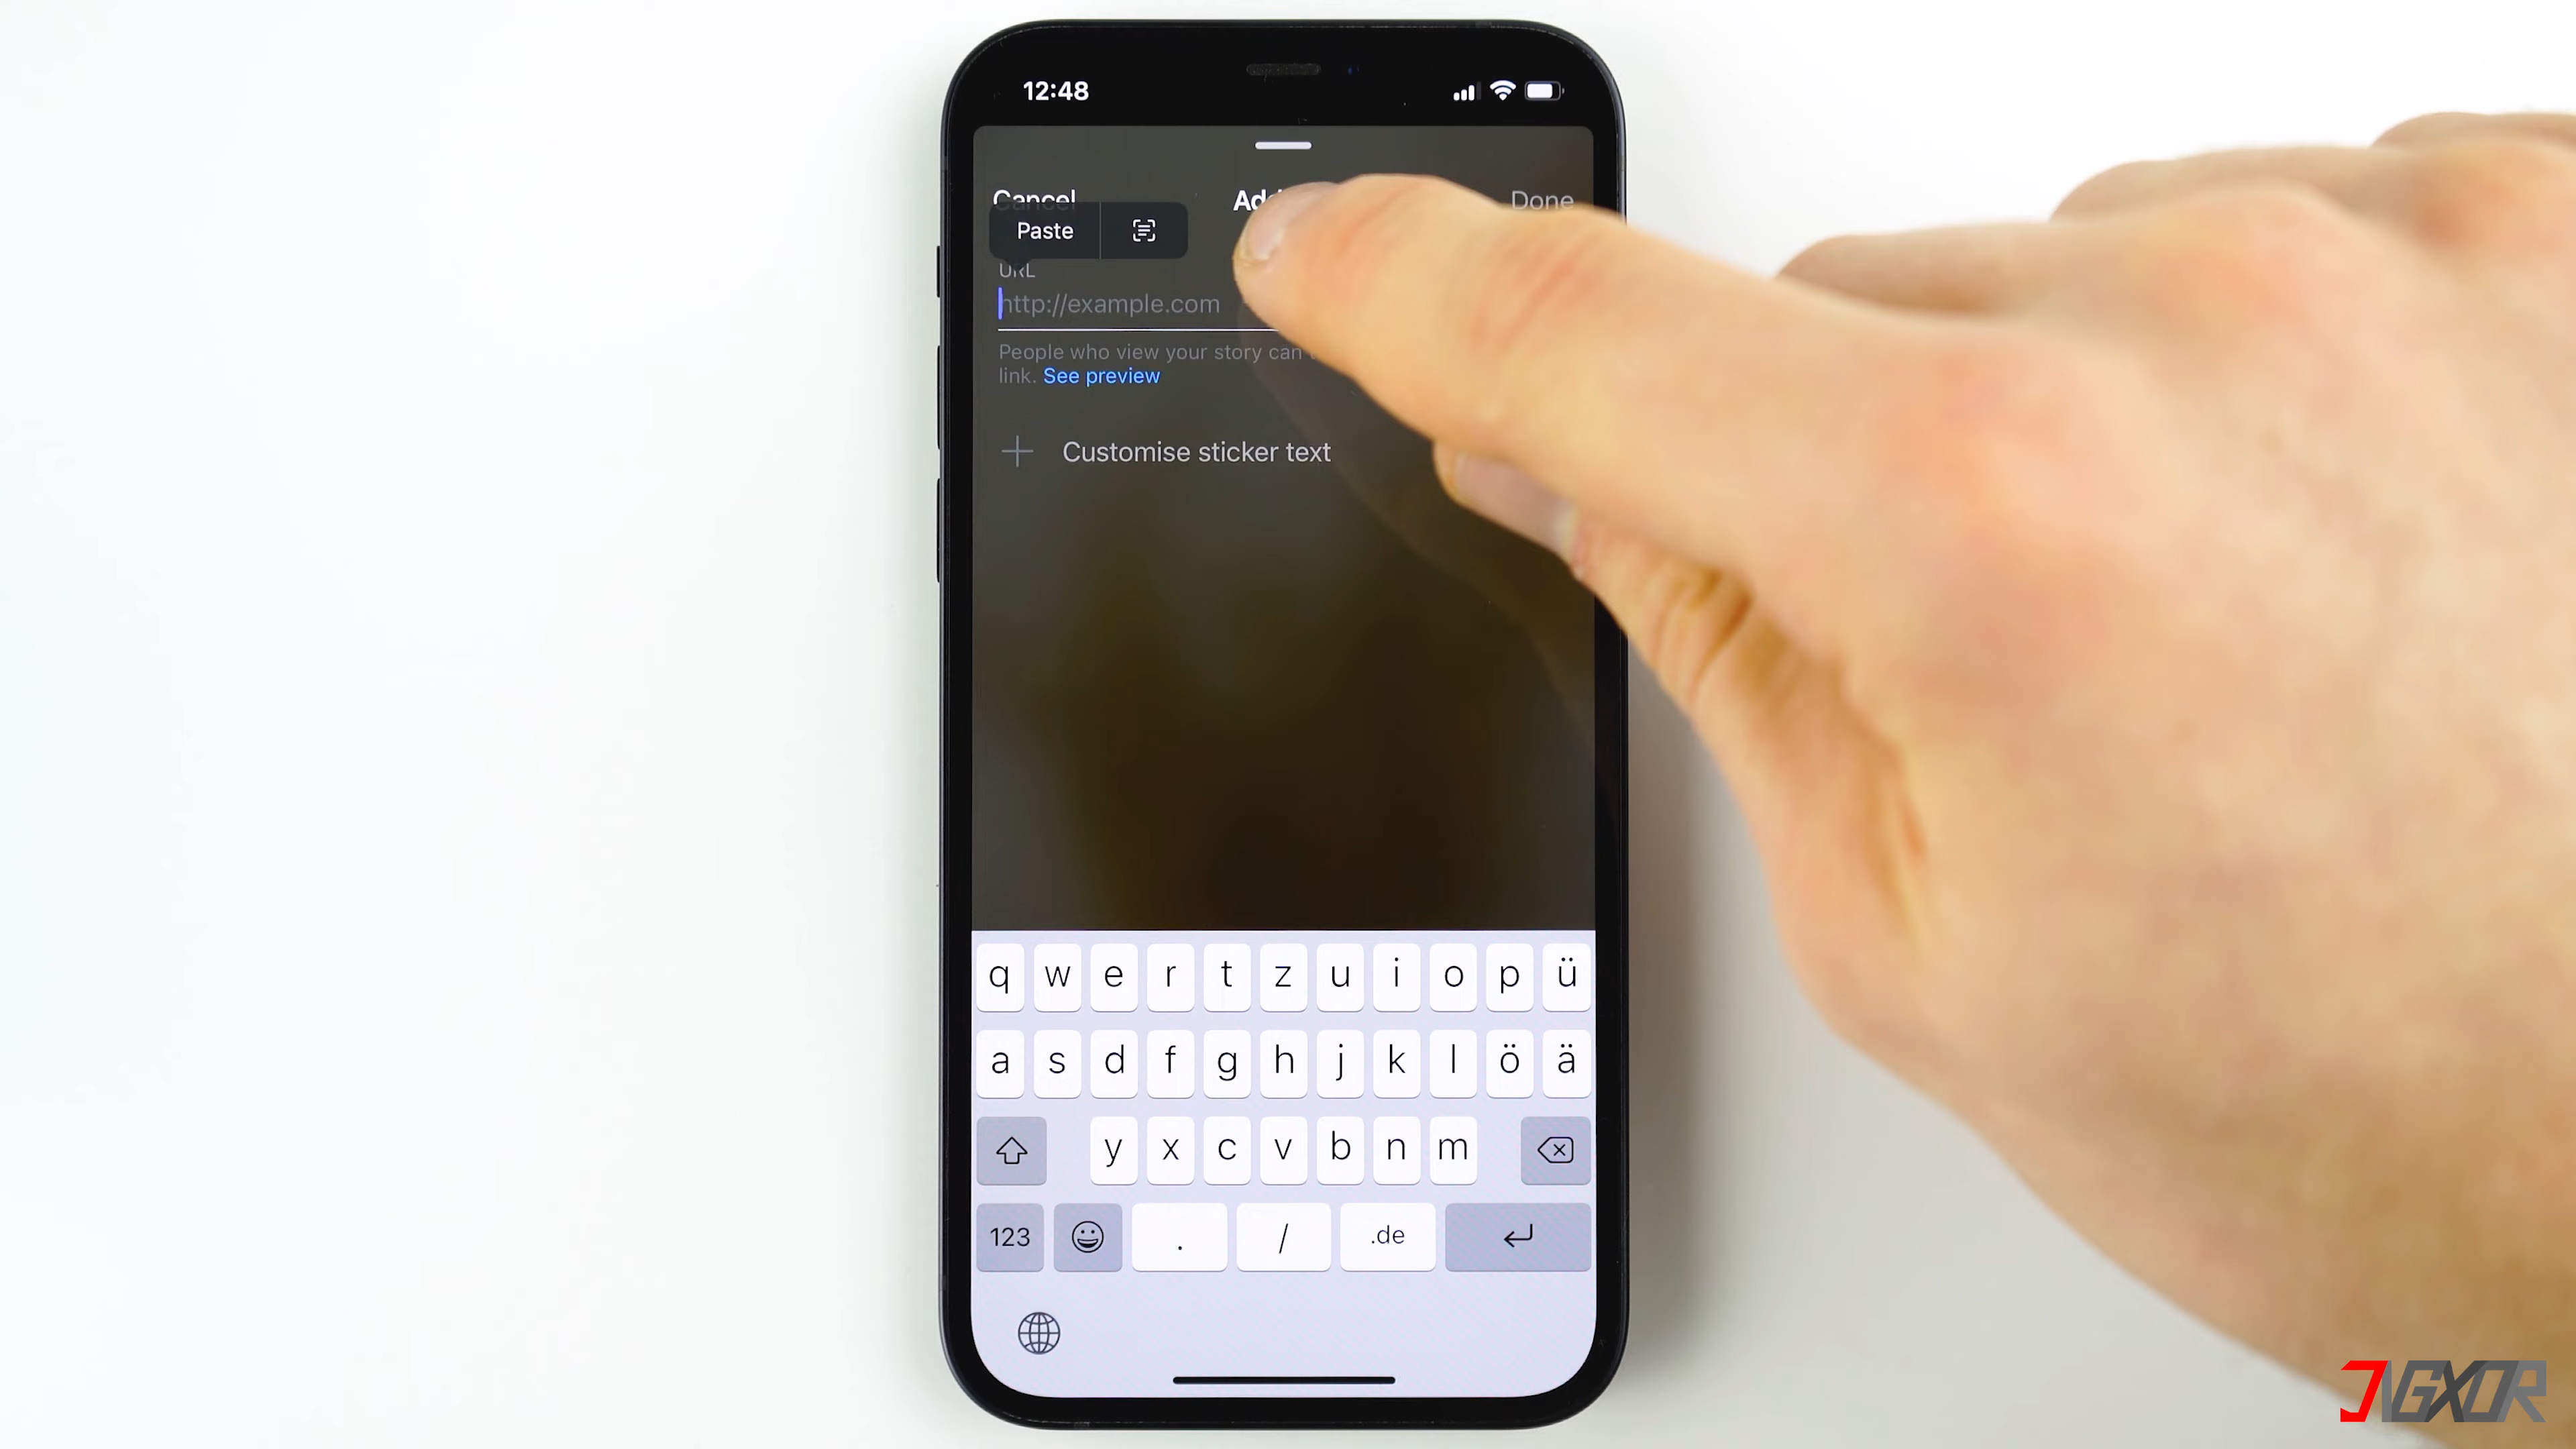 12:48
Cancel
Done
Paste
URL
http://example.com
People who view your story can
link. See preview
Customise sticker text
q w e r t z u i o p ü
a s d f g h j k l ö ä
y x c v b n m
123 . / .de